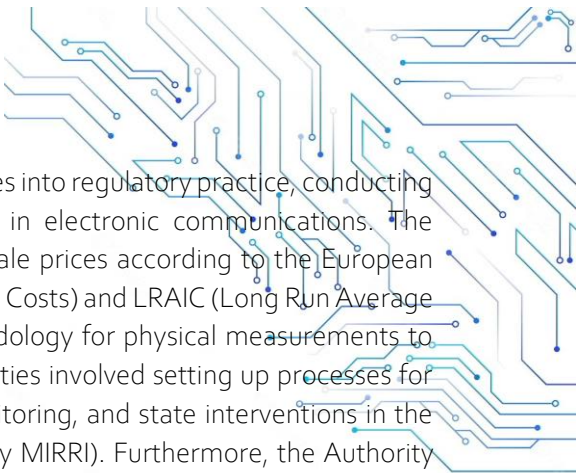 es into regulatory practice, conducting
in electronic communications. The
ale prices according to the European
Costs) and LRAIC (Long Run Average
dology for physical measurements to
ties involved setting up processes for
toring, and state interventions in the
y MIRRI). Furthermore, the Authority